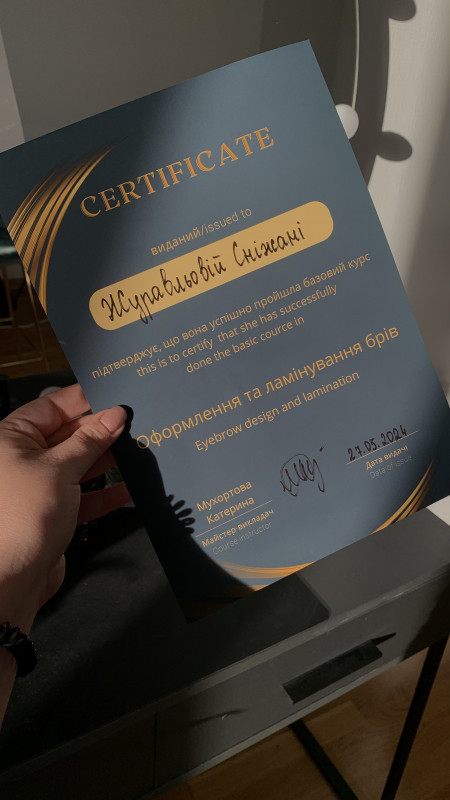 CERTIFICATE
виданий/issued to
Журавльовій Сніжані
підтверджує, що вона успішно пройшла базовий курс
this is to certify that she has successfully
done the basic cource in
Оформлення та ламінування брів
Eyebrow design and lamination
Мухортова
Катерина
Майстер викладач
Course instructor
27.05.2024
Дата видачі
Data of issue